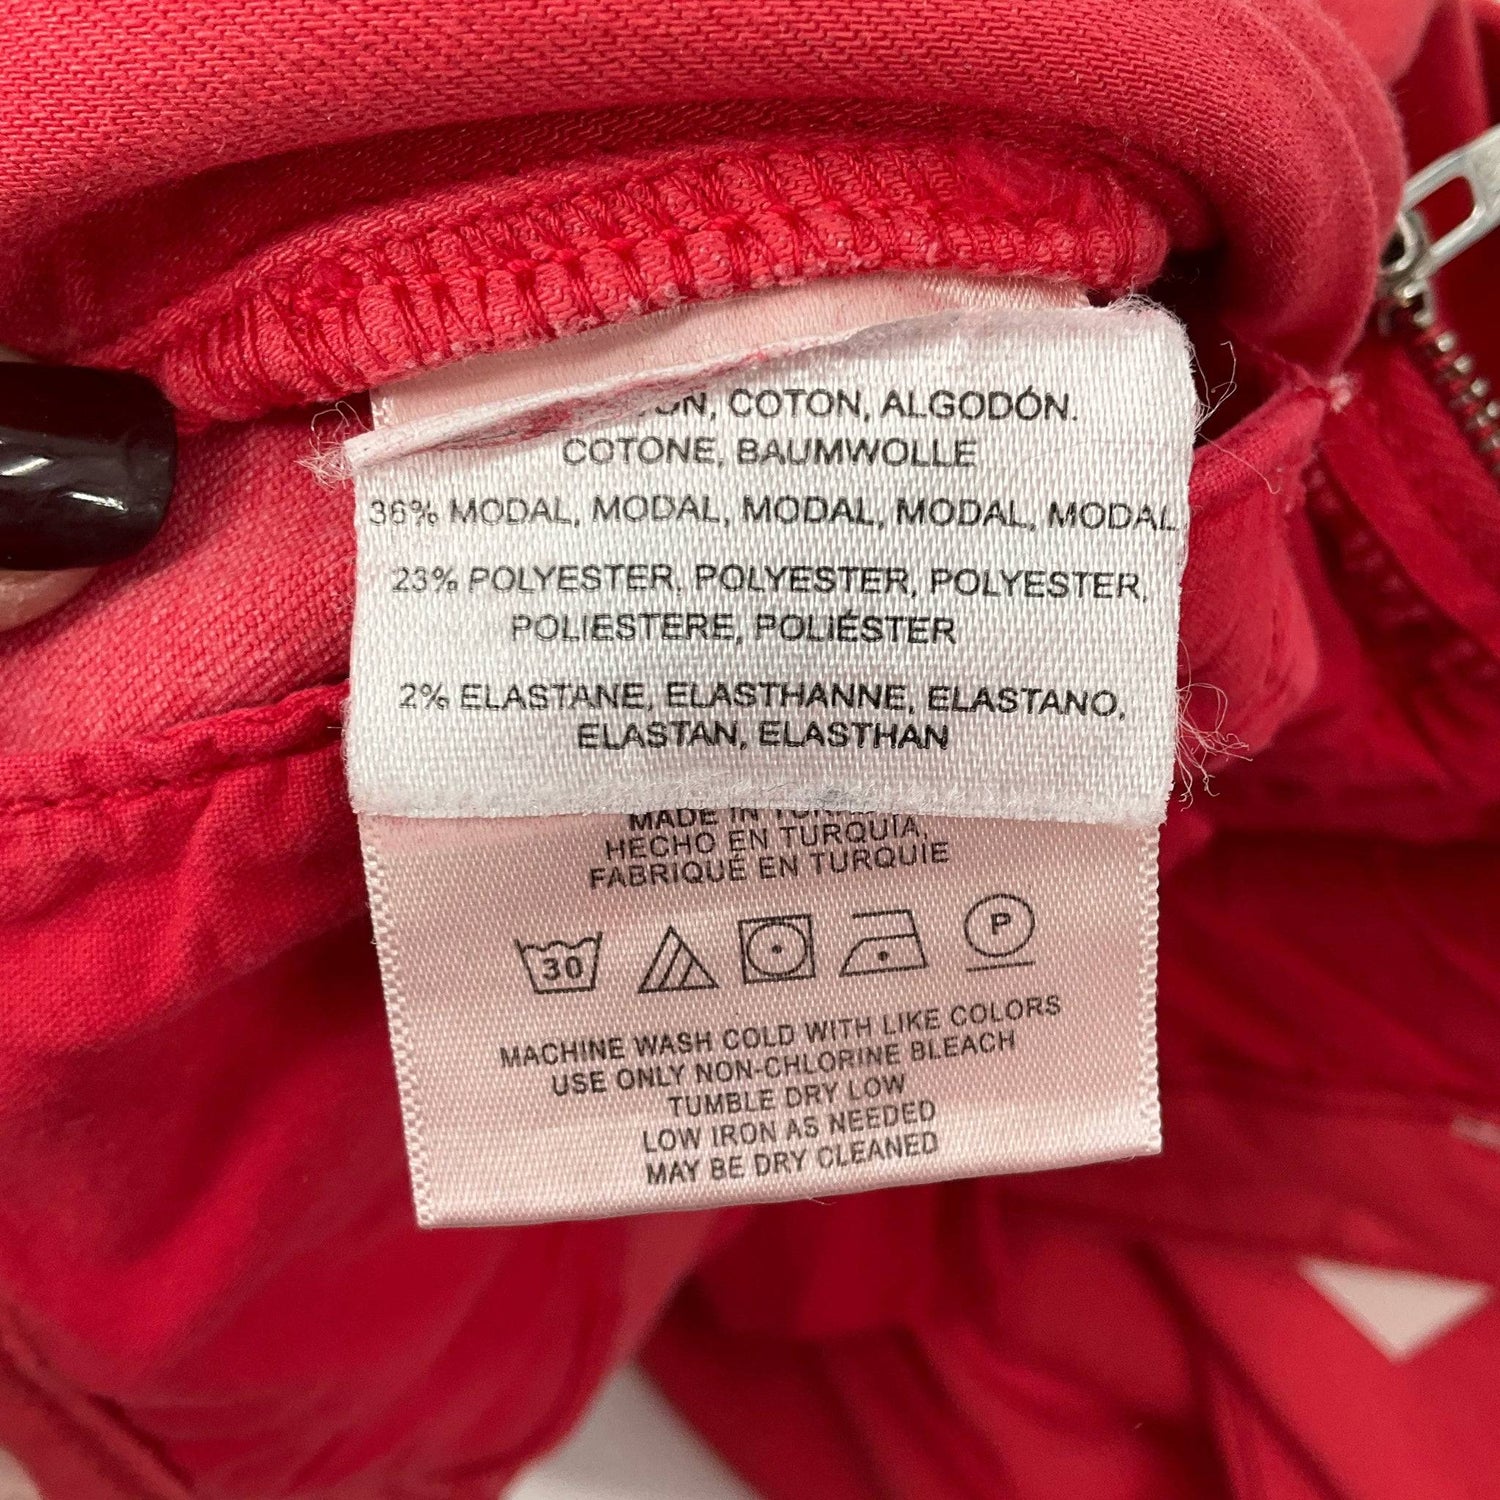 COTON, ALGODÓN.
COTONE, BAUMWOLLE
36% MODAL, MODAL, MODAL, MODAL, MODAL
23% POLYESTER, POLYESTER, POLYESTER,
POLIESTERE, POLIÉSTER
2% ELASTANE, ELASTHANNE, ELASTANO,
ELASTAN, ELASTHAN
MADE IN
HECHO EN TURQUIA,
FABRIQUÉ EN TURQUIE
30 P
MACHINE WASH COLD WITH LIKE COLORS
USE ONLY NON-CHLORINE BLEACH
TUMBLE DRY LOW
LOW IRON AS NEEDED
MAY BE DRY CLEANED